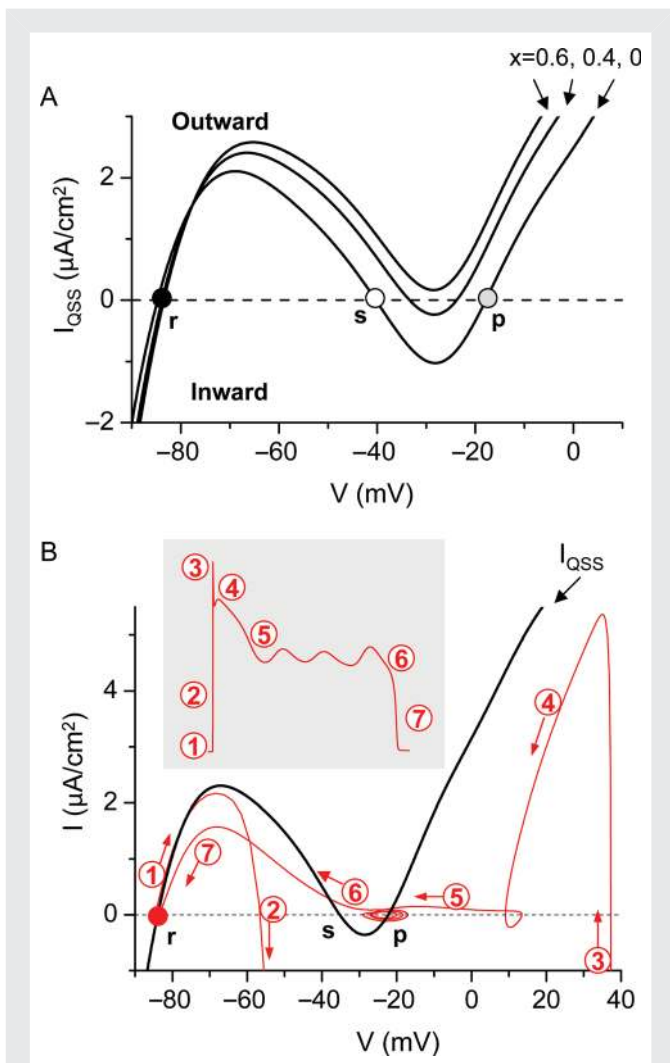 x=0.6, 0.4, 0
A
Outward
2
I_QSS (μA/cm²)
0
r
s
p
Inward
−2
−80
−60
−40
−20
0
V (mV)
B
③
④
⑤
⑥
②
⑦
①
I_QSS
4
④
I (μA/cm²)
2
①
⑦
⑥
⑤
②
③
0
r
s
p
−80
−60
−40
−20
0
20
40
V (mV)